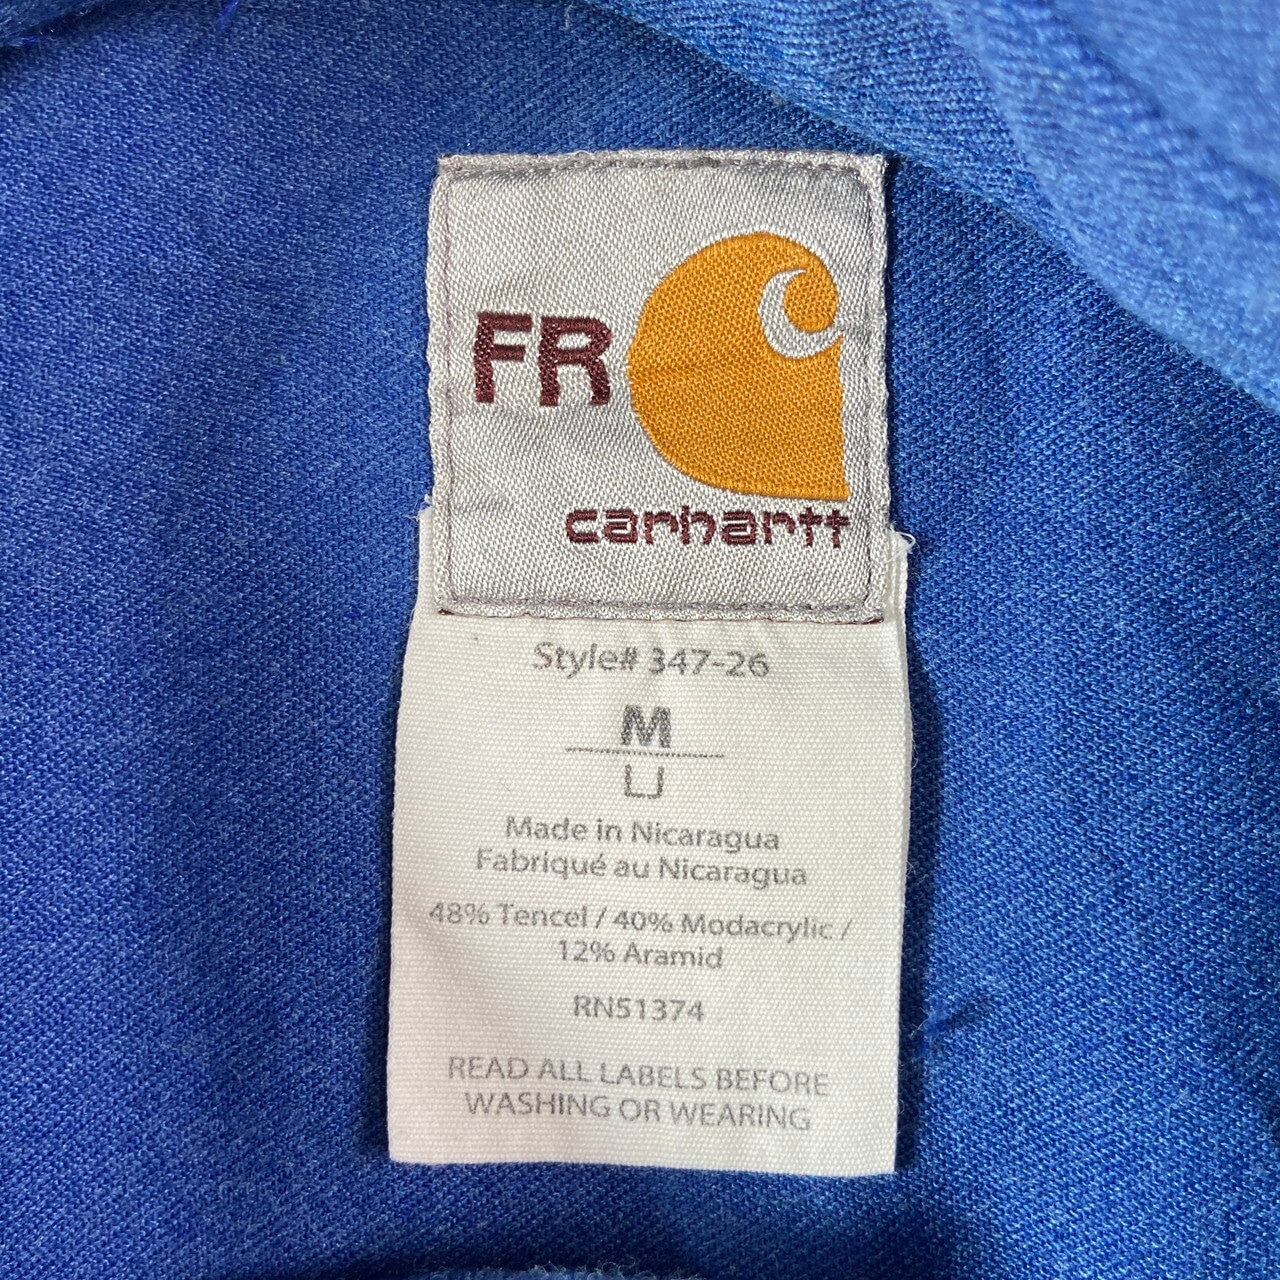 FR
carhartt
Style# 347-26
M
Made in Nicaragua
Fabriqué au Nicaragua
48% Tencel / 40% Modacrylic /
12% Aramid
RN51374
READ ALL LABELS BEFORE
WASHING OR WEARING